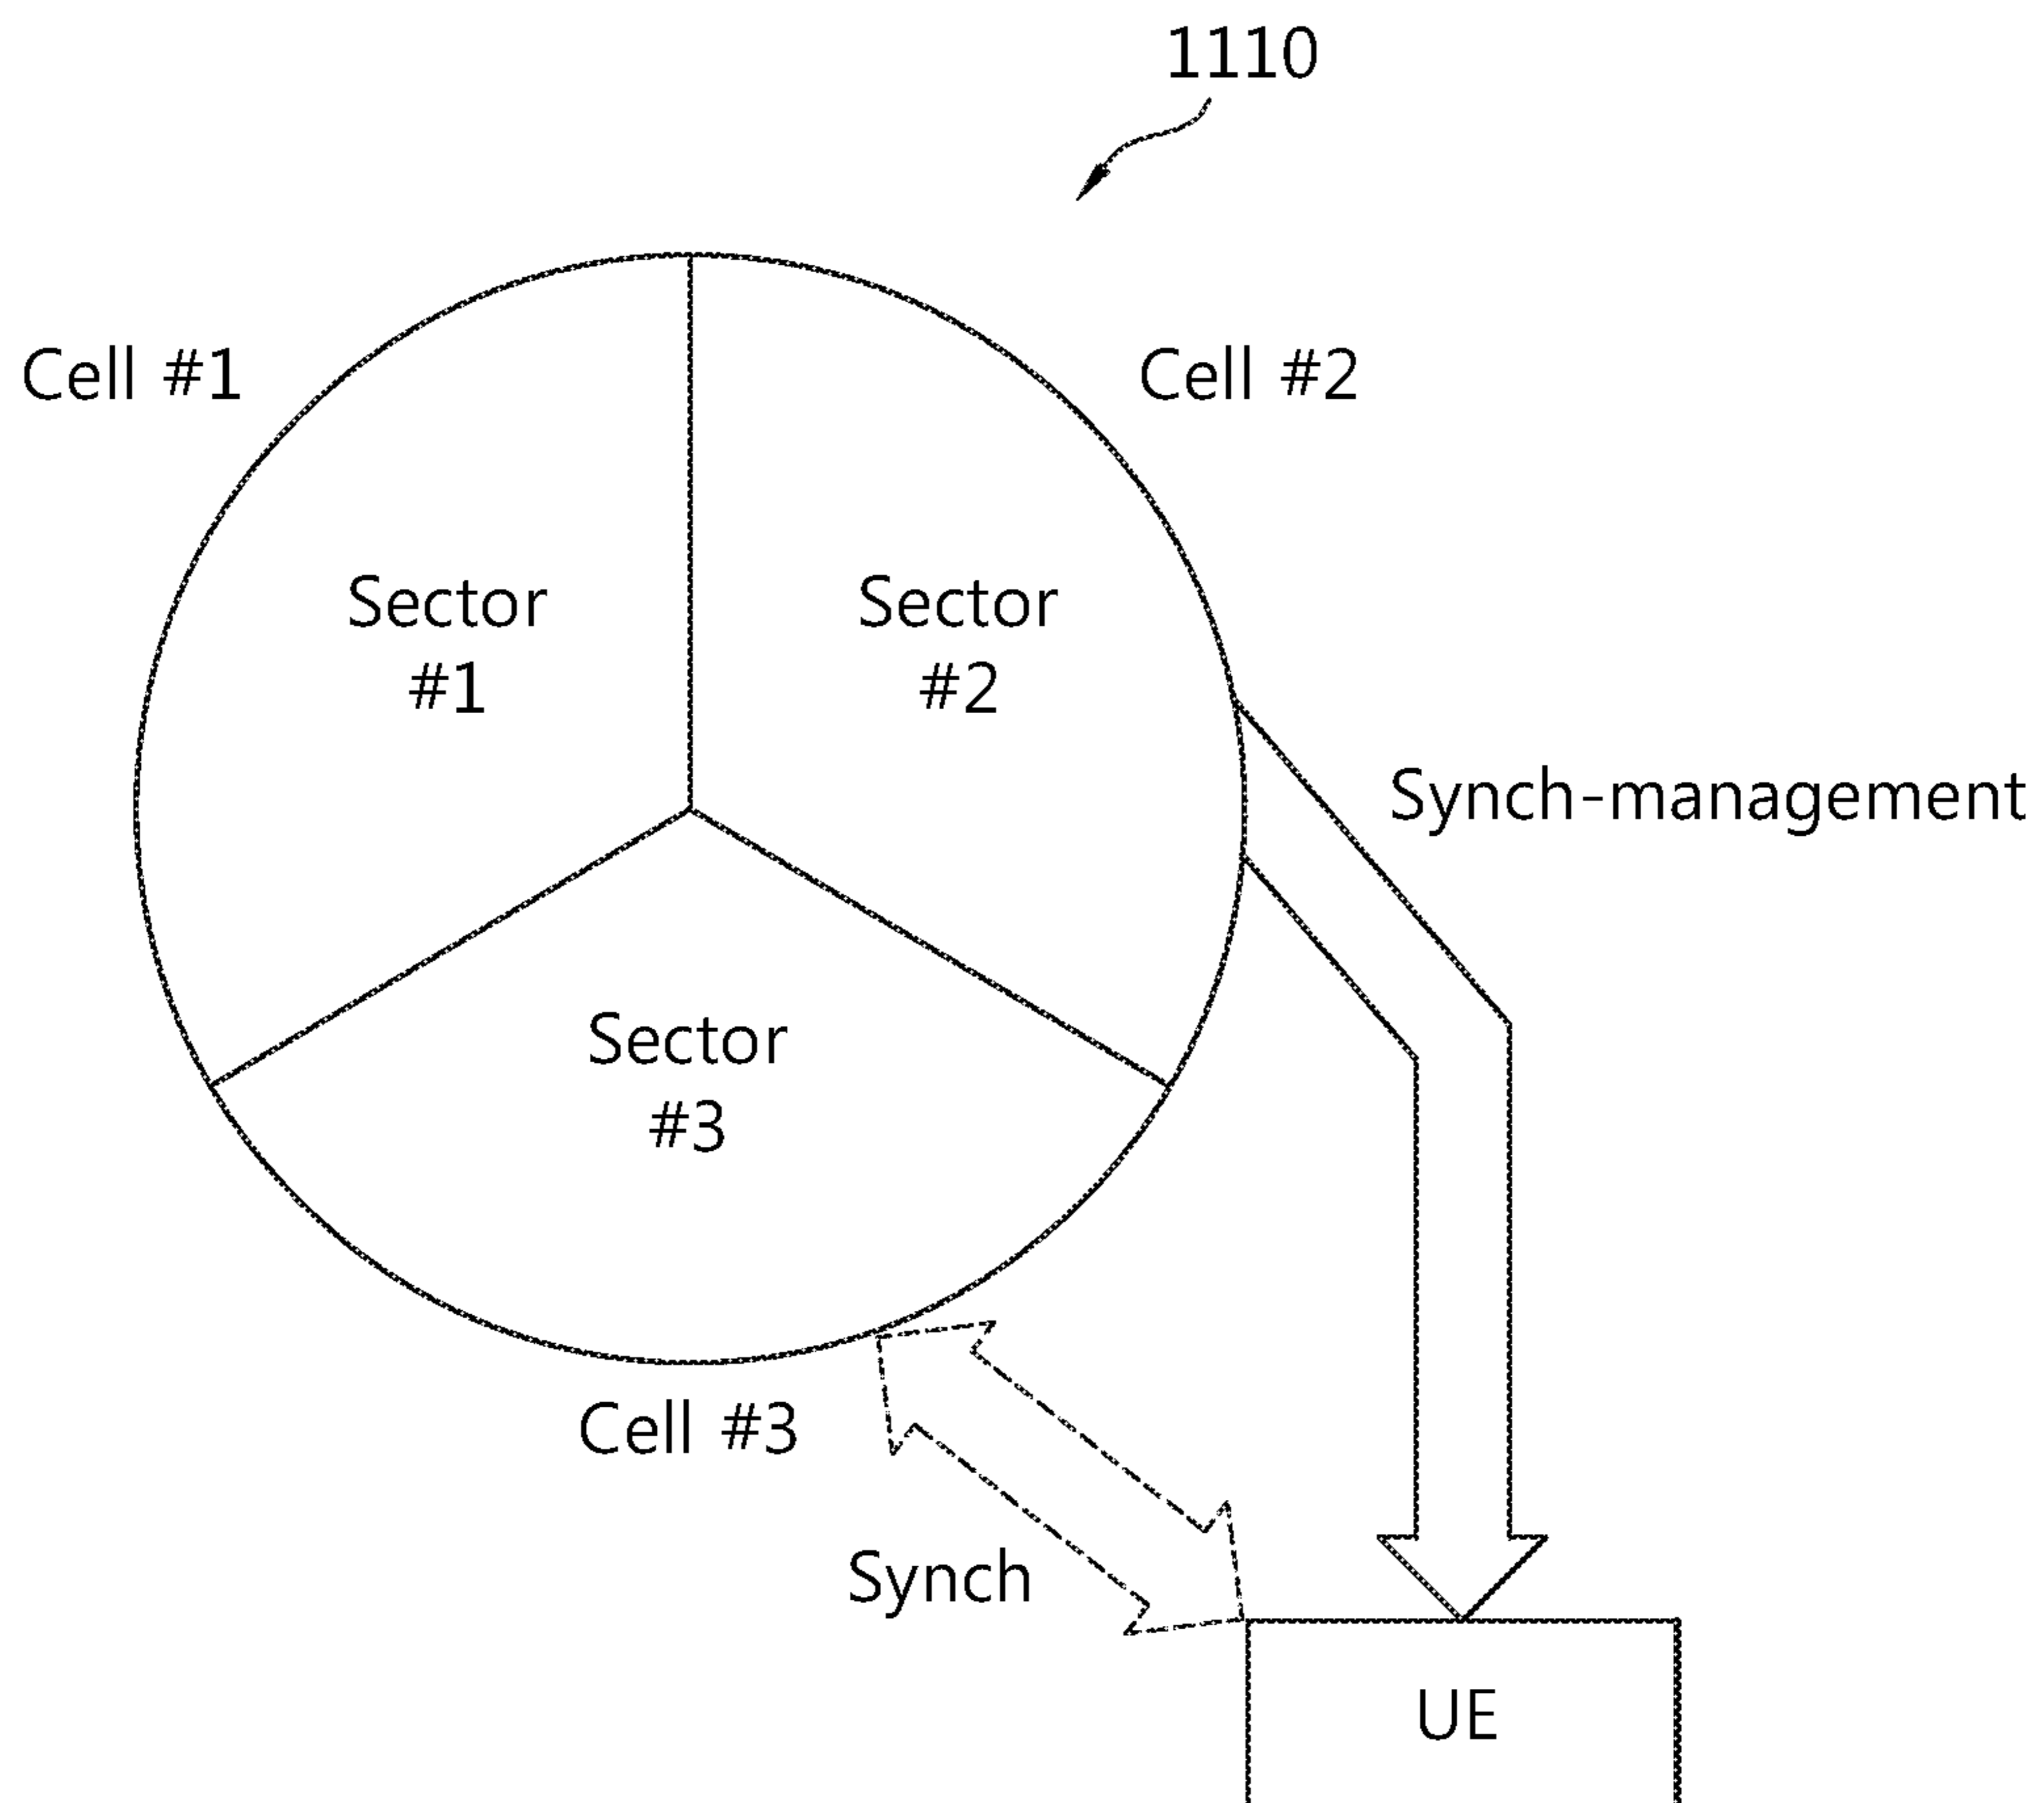 1110
Cell #1
Cell #2
Sector
#1
Sector
#2
Synch-management
Sector
#3
Cell #3
Synch
UE